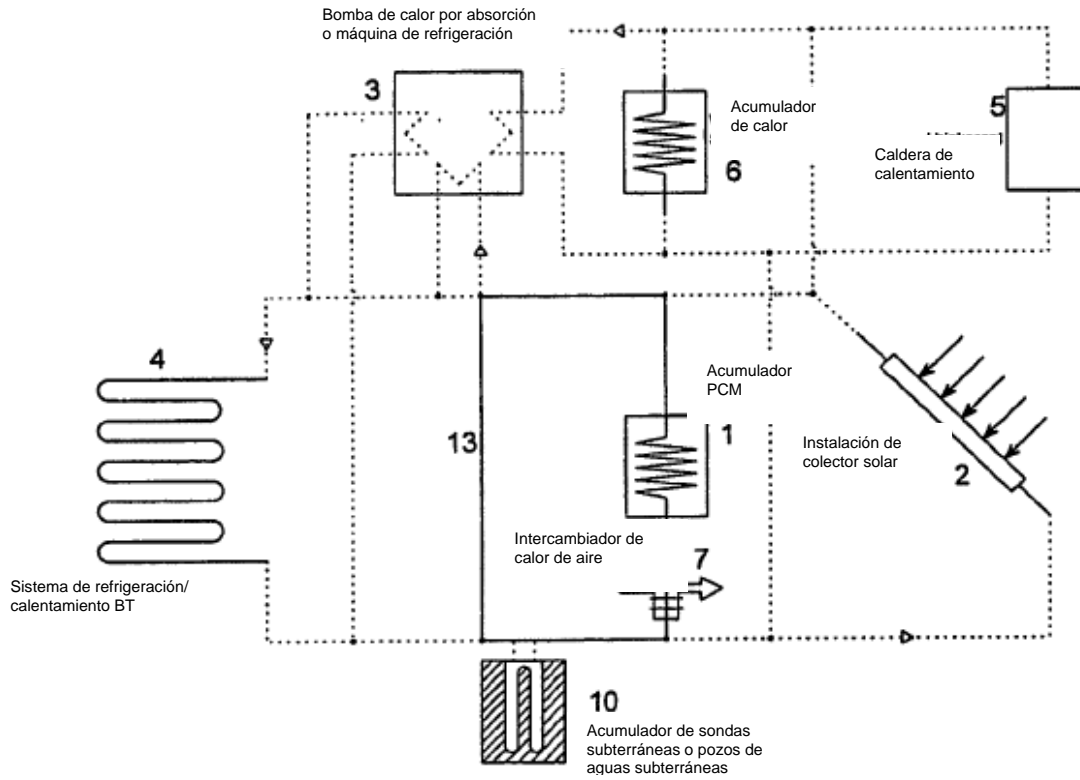 Bomba de calor por absorción
o máquina de refrigeración
3
Acumulador
de calor
6
5
Caldera de
calentamiento
4
13
Acumulador
PCM
1
Instalación de
colector solar
2
Intercambiador de
calor de aire
7
Sistema de refrigeración/
calentamiento BT
10
Acumulador de sondas
subterráneas o pozos de
aguas subterráneas